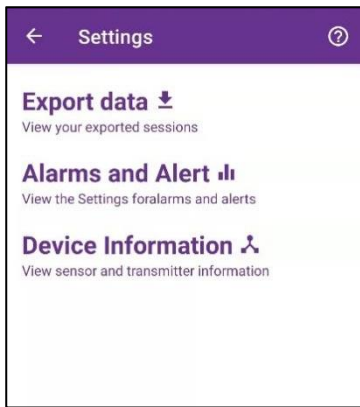 Settings
Export data
View your exported sessions
Alarms and Alert
View the Settings foralarms and alerts
Device Information
View sensor and transmitter information